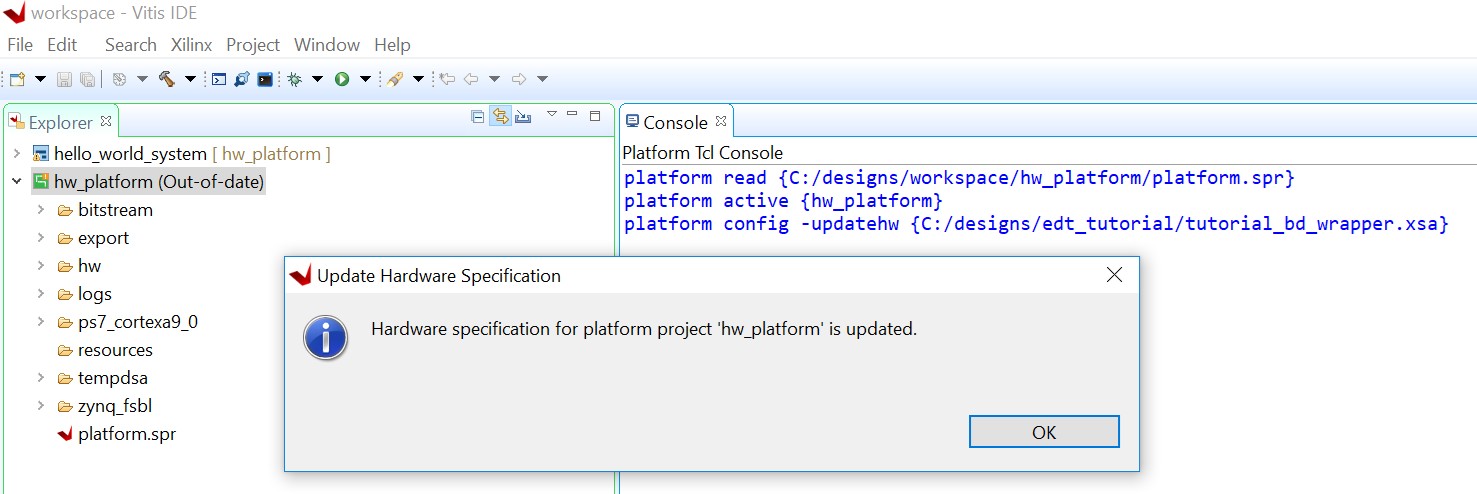 workspace - Vitis IDE
File Edit Search Xilinx Project Window Help
Explorer
hello_world_system [ hw_platform ]
hw_platform (Out-of-date)
bitstream
export
hw
logs
ps7_cortexa9_0
resources
tempdsa
zynq_fsbl
platform.spr
Console
Platform Tcl Console
platform read {C:/designs/workspace/hw_platform/platform.spr}
platform active {hw_platform}
platform config -updatehw {C:/designs/edt_tutorial/tutorial_bd_wrapper.xsa}
Update Hardware Specification
Hardware specification for platform project 'hw_platform' is updated.
OK